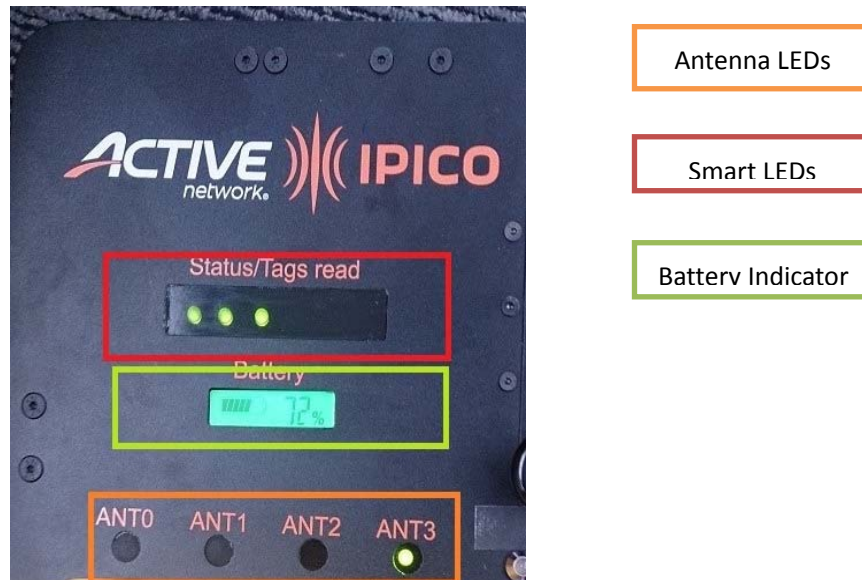 ACTIVE
network.
IPICO
Status/Tags read
Battery
72%
ANT0 ANT1 ANT2 ANT3
Antenna LEDs
Smart LEDs
Battery Indicator